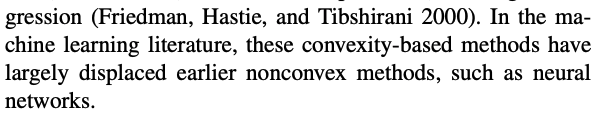 gression (Friedman, Hastie, and Tibshirani 2000). In the ma-
chine learning literature, these convexity-based methods have
largely displaced earlier nonconvex methods, such as neural
networks.